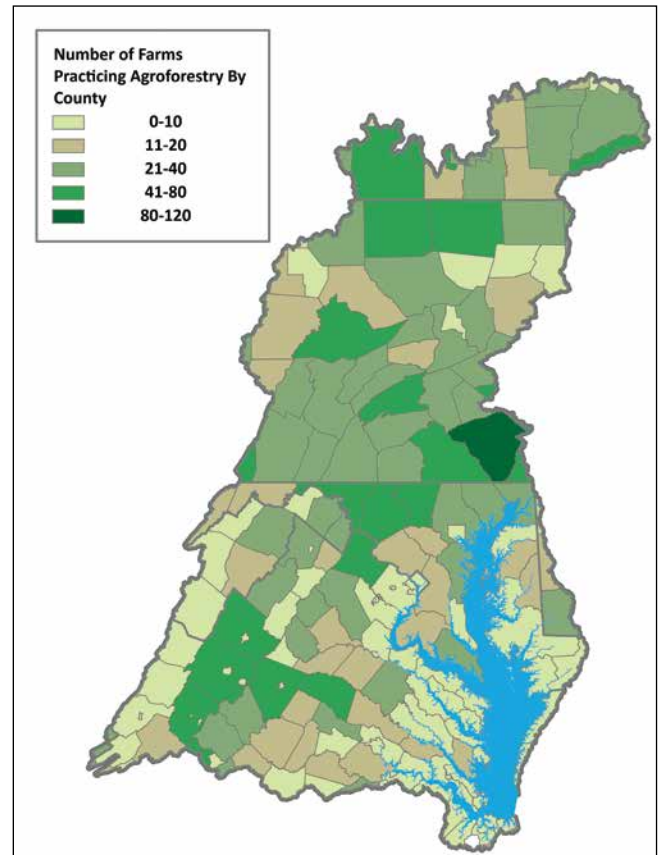 Number of Farms
Practicing Agroforestry By
County
0-10
11-20
21-40
41-80
80-120